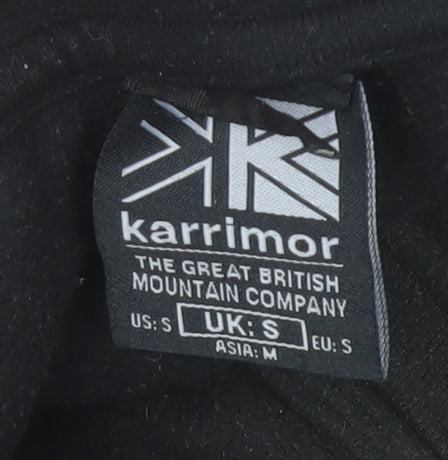 karrimor
THE GREAT BRITISH
MOUNTAIN COMPANY
US: S UK: S EU: S
ASIA: M